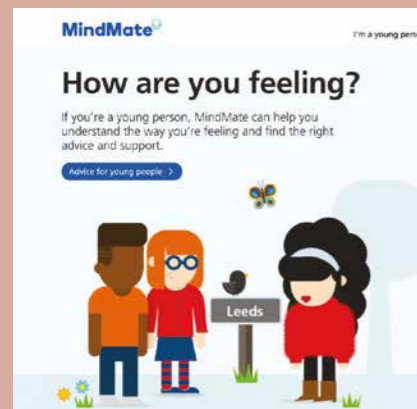 MindMate
I'm a young pers
How are you feeling?
If you're a young person, MindMate can help you
understand the way you're feeling and find the right
advice and support.
Advice for young people >
Leeds